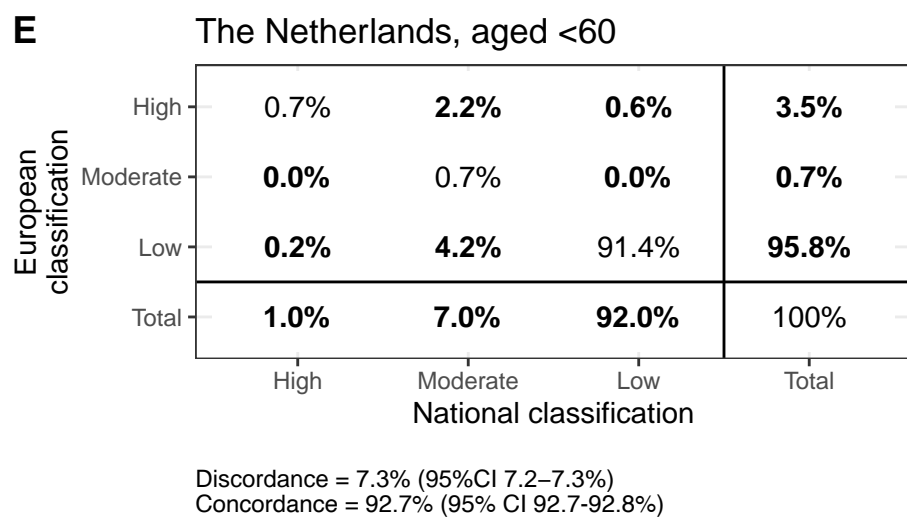 E The Netherlands, aged <60
High 0.7% 2.2% 0.6% 3.5%
Moderate 0.0% 0.7% 0.0% 0.7%
Low 0.2% 4.2% 91.4% 95.8%
Total 1.0% 7.0% 92.0% 100%
European
classification
High Moderate Low Total
National classification
Discordance = 7.3% (95%CI 7.2–7.3%)
Concordance = 92.7% (95% CI 92.7-92.8%)